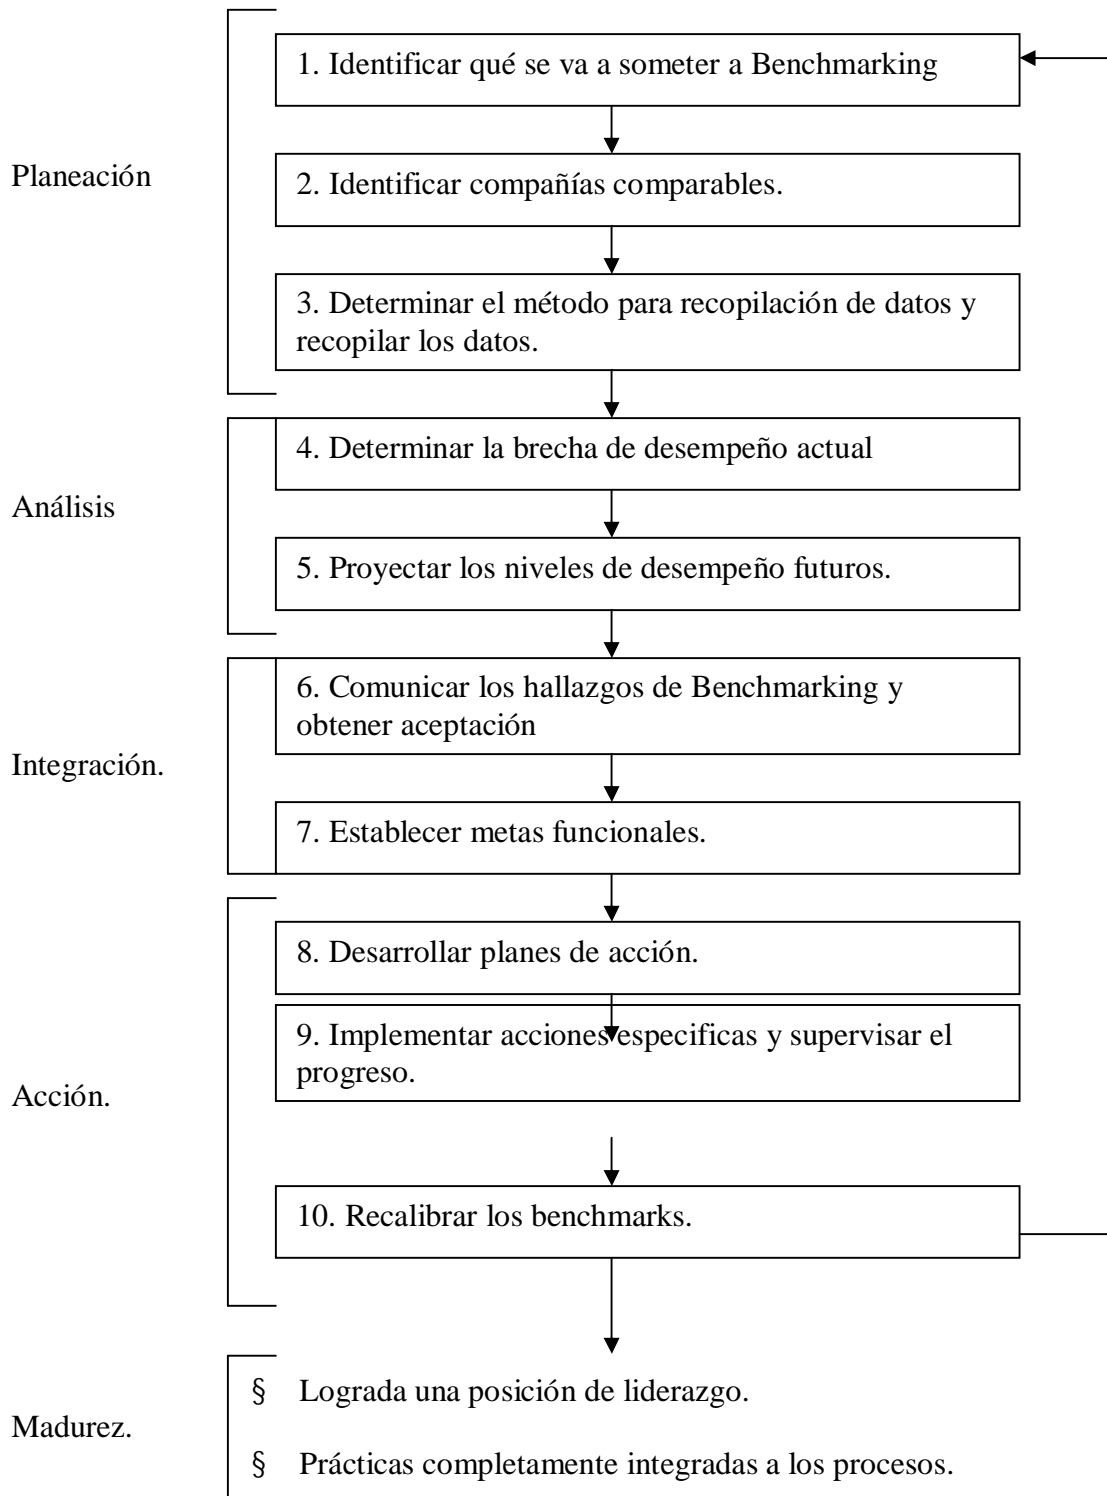 1. Identificar qué se va a someter a Benchmarking
Planeación
2. Identificar compañías comparables.
3. Determinar el método para recopilación de datos y
recopilar los datos.
4. Determinar la brecha de desempeño actual
Análisis
5. Proyectar los niveles de desempeño futuros.
6. Comunicar los hallazgos de Benchmarking y
obtener aceptación
Integración.
7. Establecer metas funcionales.
8. Desarrollar planes de acción.
9. Implementar acciones especificas y supervisar el
progreso.
Acción.
10. Recalibrar los benchmarks.
§ Lograda una posición de liderazgo.
Madurez.
§ Prácticas completamente integradas a los procesos.